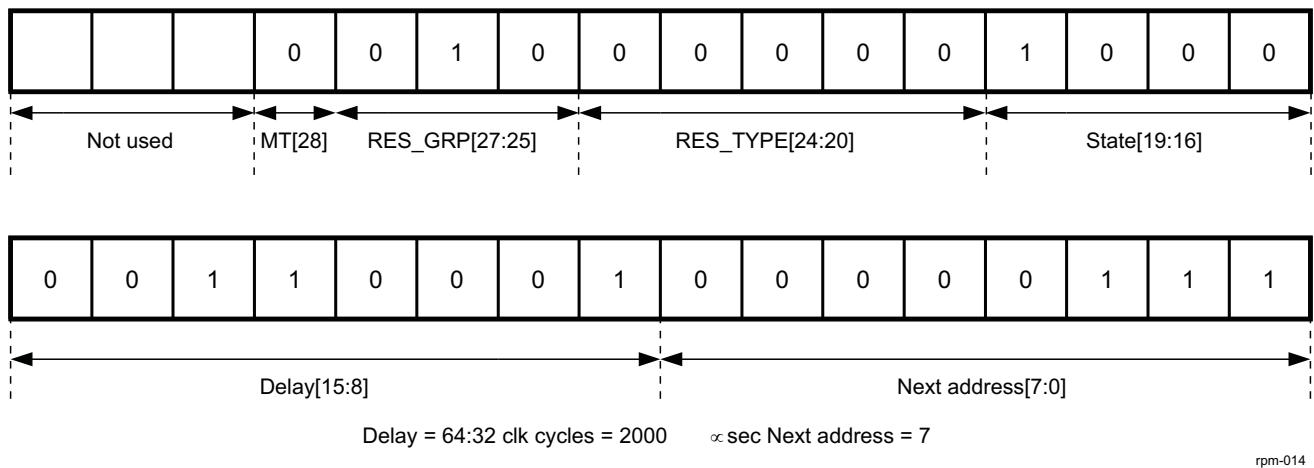 0 0 1 0 0 0 0 0 0 1 0 0 0
Not used MT[28] RES_GRP[27:25] RES_TYPE[24:20] State[19:16]
0 0 1 1 0 0 0 1 0 0 0 0 0 1 1 1
Delay[15:8] Next address[7:0]
Delay = 64:32 clk cycles = 2000 ∝ sec Next address = 7
rpm-014